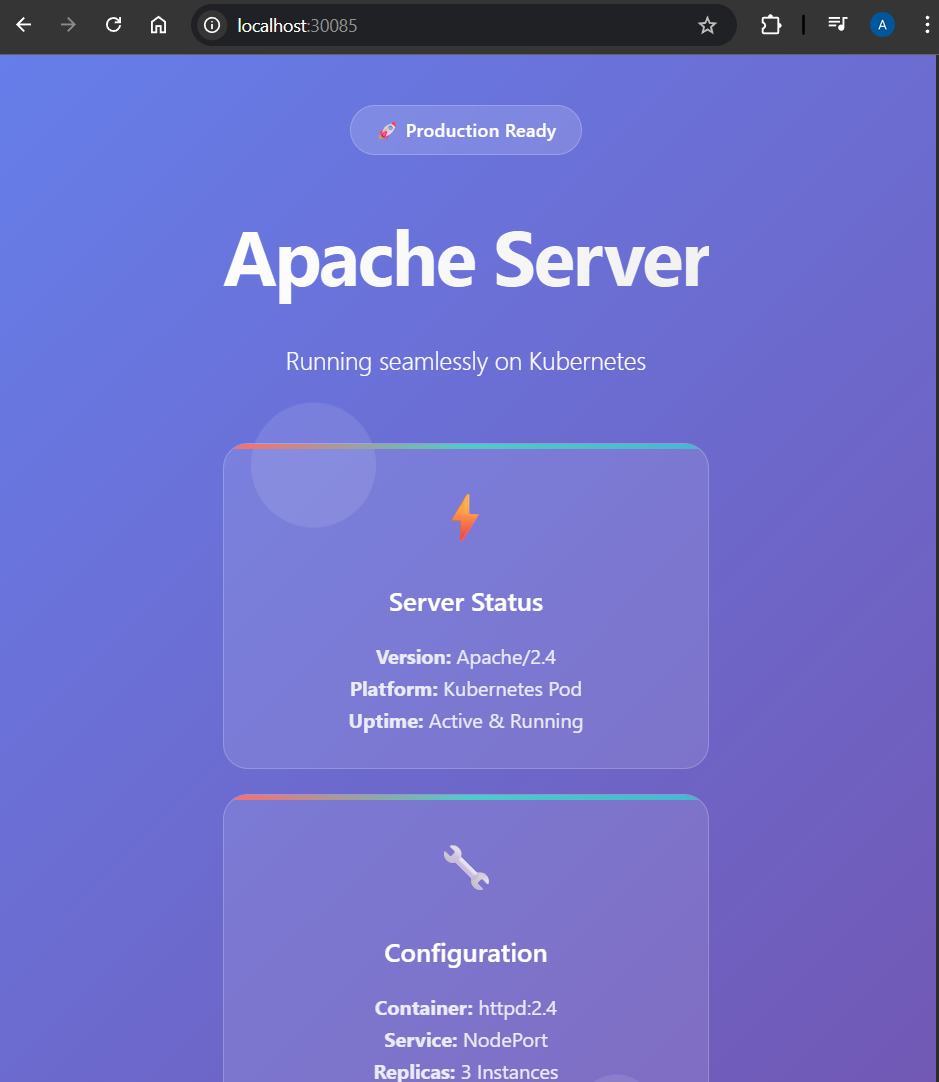 localhost:30085
A
🚀 Production Ready
Apache Server
Running seamlessly on Kubernetes
Server Status
Version: Apache/2.4
Platform: Kubernetes Pod
Uptime: Active & Running
Configuration
Container: httpd:2.4
Service: NodePort
Replicas: 3 Instances